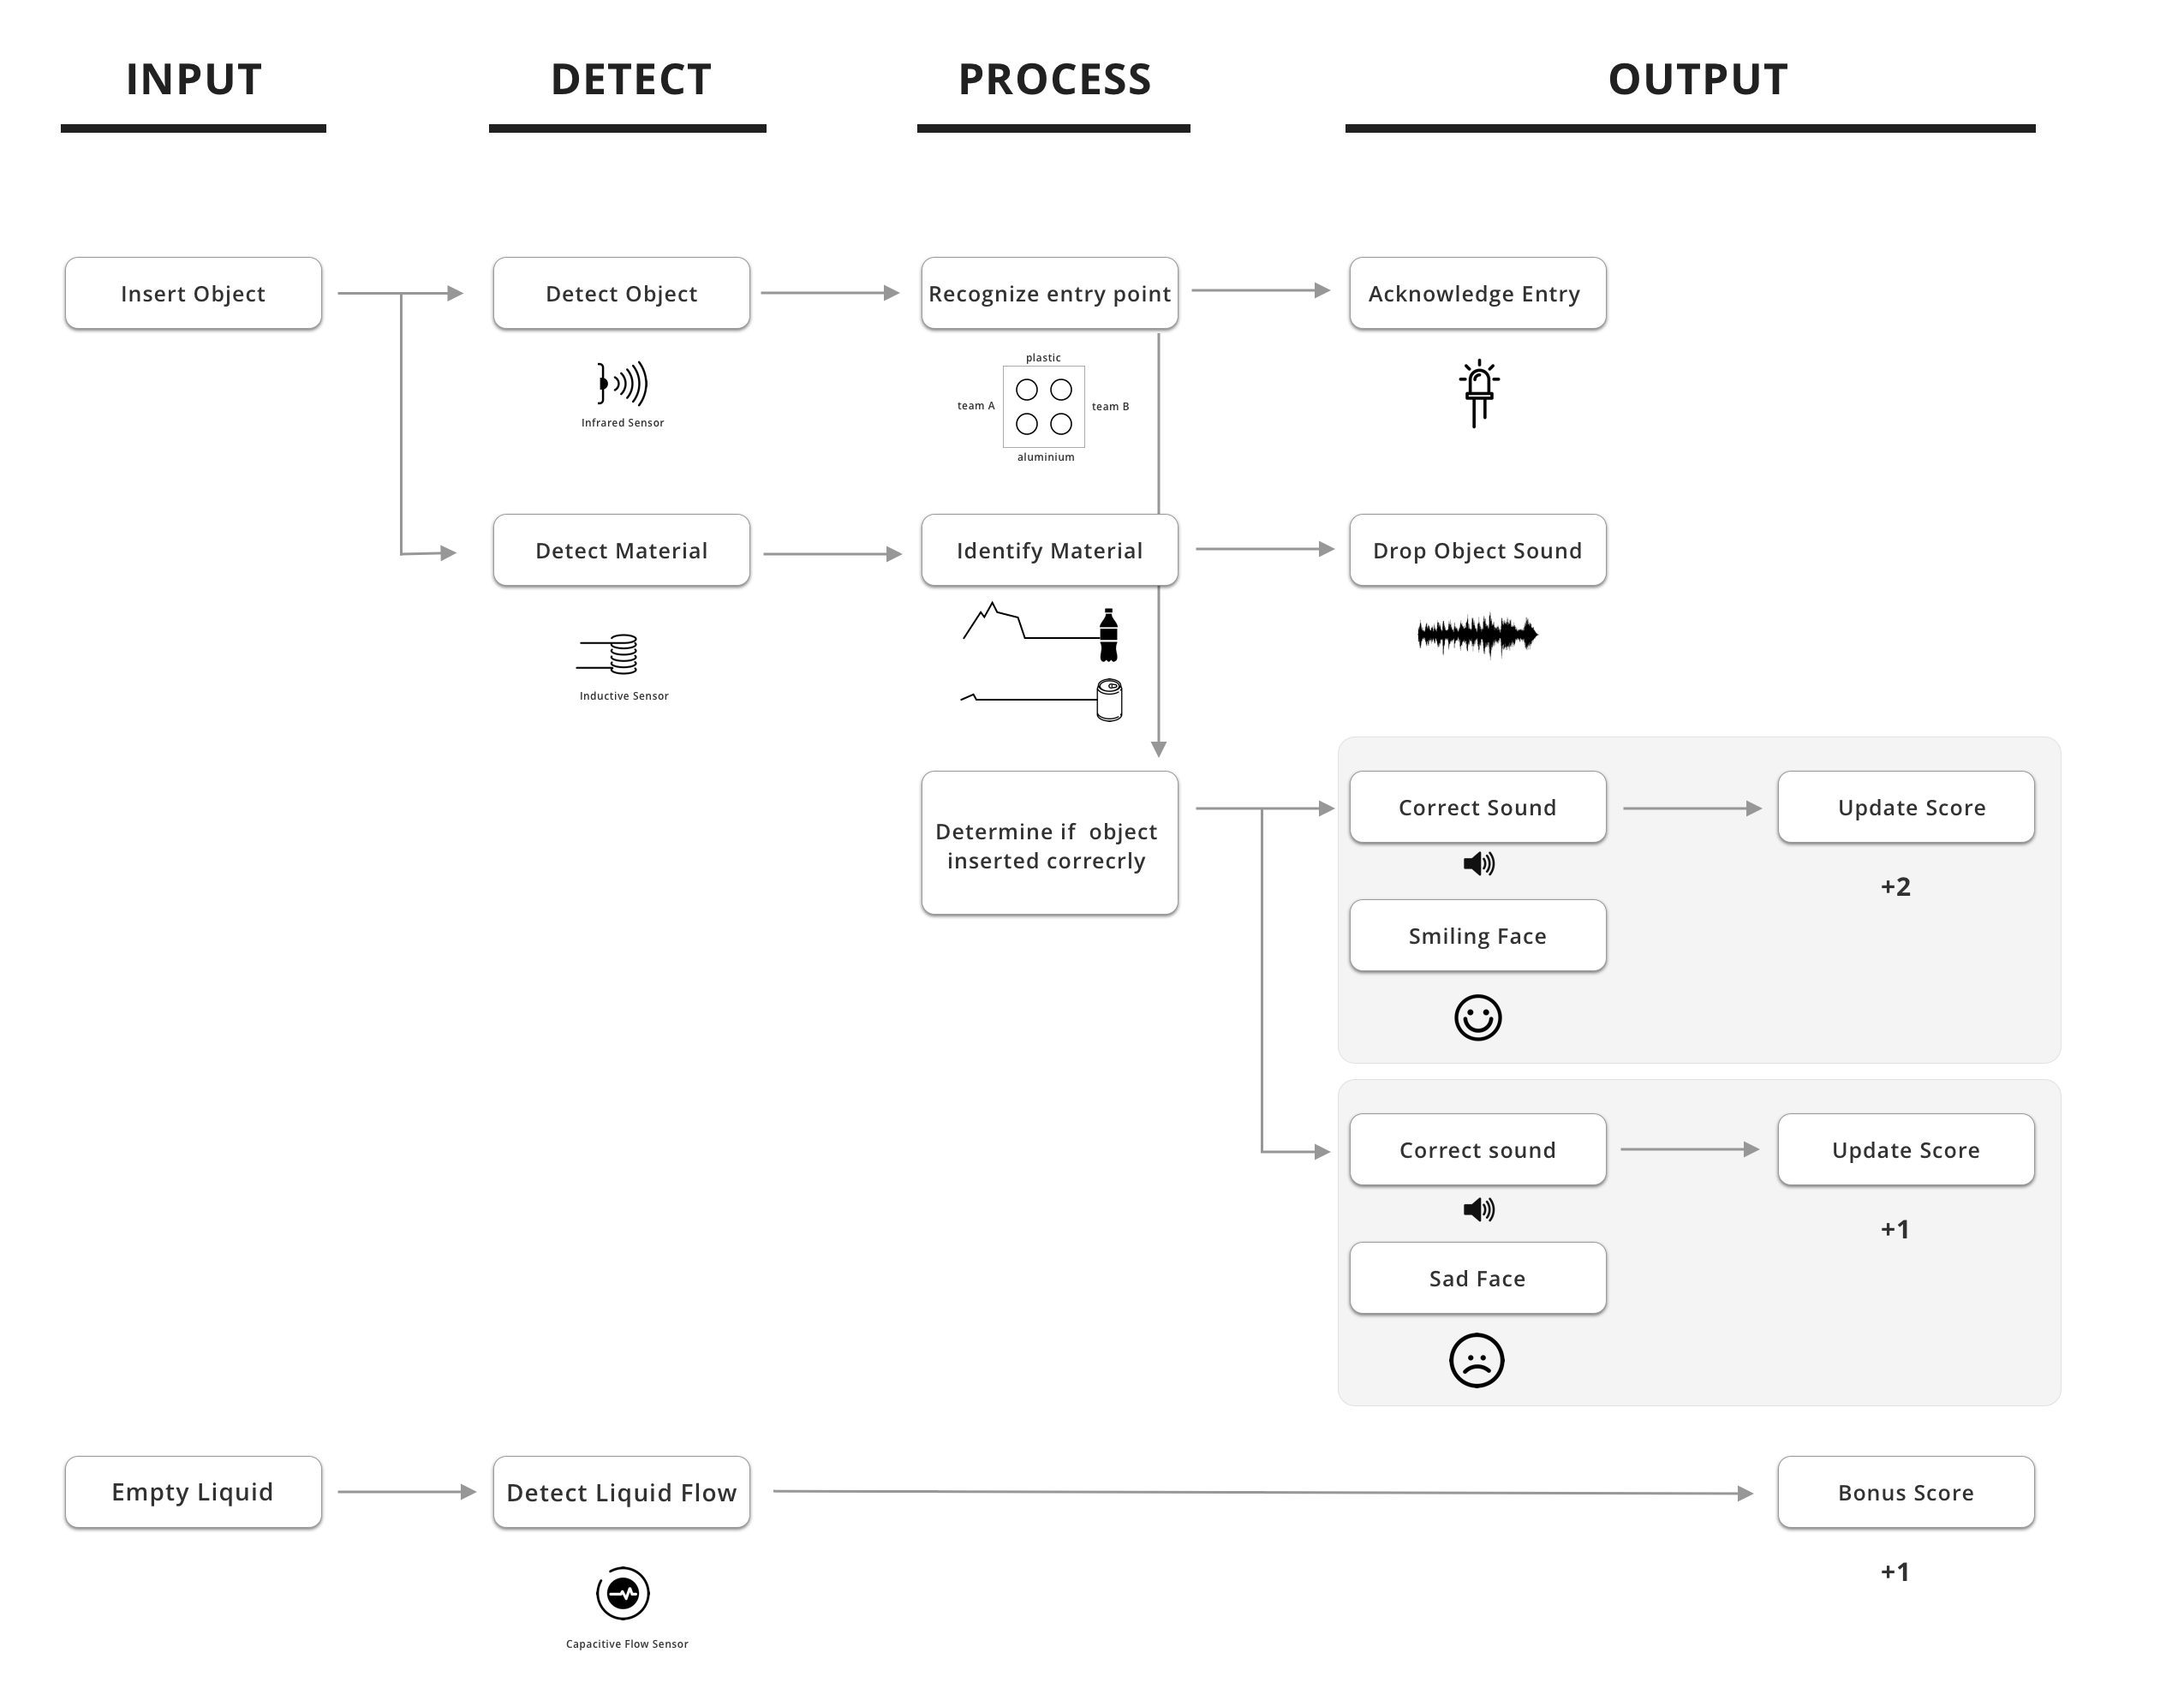 INPUT
DETECT
PROCESS
OUTPUT
Insert Object
Detect Object
Recognize entry point
Acknowledge Entry
Infrared Sensor
plastic
team A
team B
aluminium
Detect Material
Identify Material
Drop Object Sound
Inductive Sensor
Determine if  object
inserted correcrly
Correct Sound
Update Score
+2
Smiling Face
Correct sound
Update Score
+1
Sad Face
Empty Liquid
Detect Liquid Flow
Bonus Score
+1
Capacitive Flow Sensor